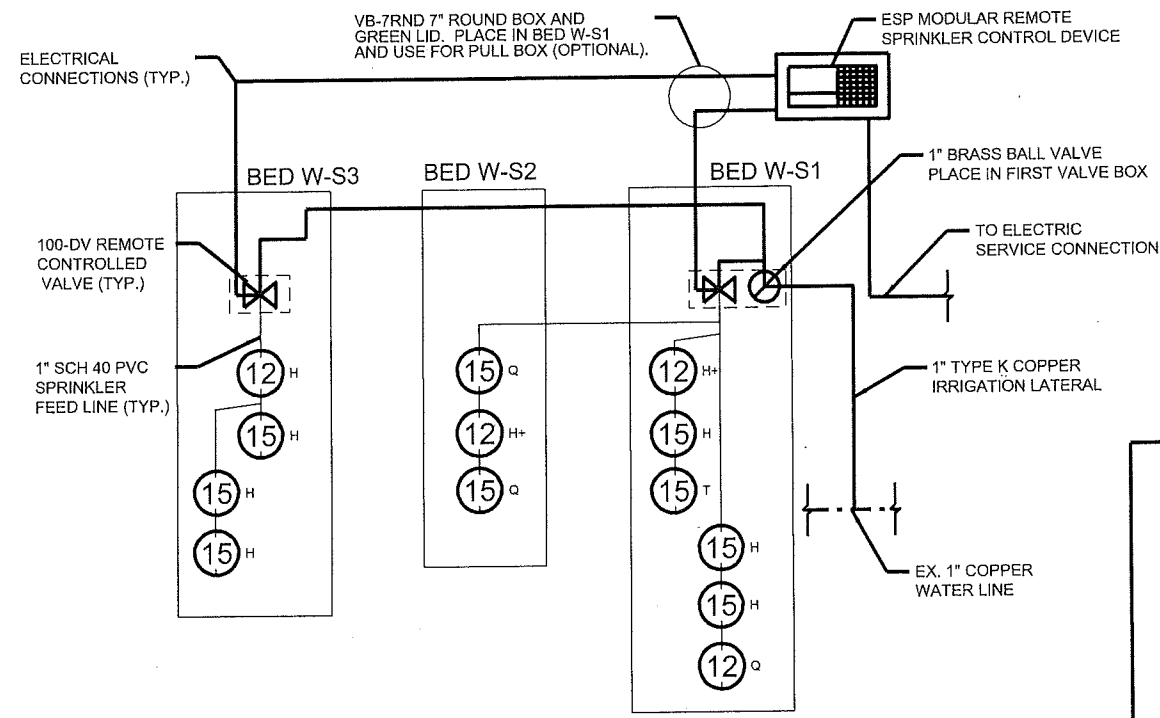 VB-7RND 7" ROUND BOX AND
GREEN LID. PLACE IN BED W-S1
AND USE FOR PULL BOX (OPTIONAL).
ESP MODULAR REMOTE
SPRINKLER CONTROL DEVICE
ELECTRICAL
CONNECTIONS (TYP.)
1" BRASS BALL VALVE
PLACE IN FIRST VALVE BOX
BED W-S3
BED W-S2
BED W-S1
100-DV REMOTE
CONTROLLED
VALVE (TYP.)
TO ELECTRIC
SERVICE CONNECTION
1" SCH 40 PVC
SPRINKLER
FEED LINE (TYP.)
12 H
15 H
15 H
15 H
15 Q
12 H+
15 Q
12 H+
15 H
15 T
15 H
15 H
12 Q
1" TYPE K COPPER
IRRIGATION LATERAL
EX. 1" COPPER
WATER LINE